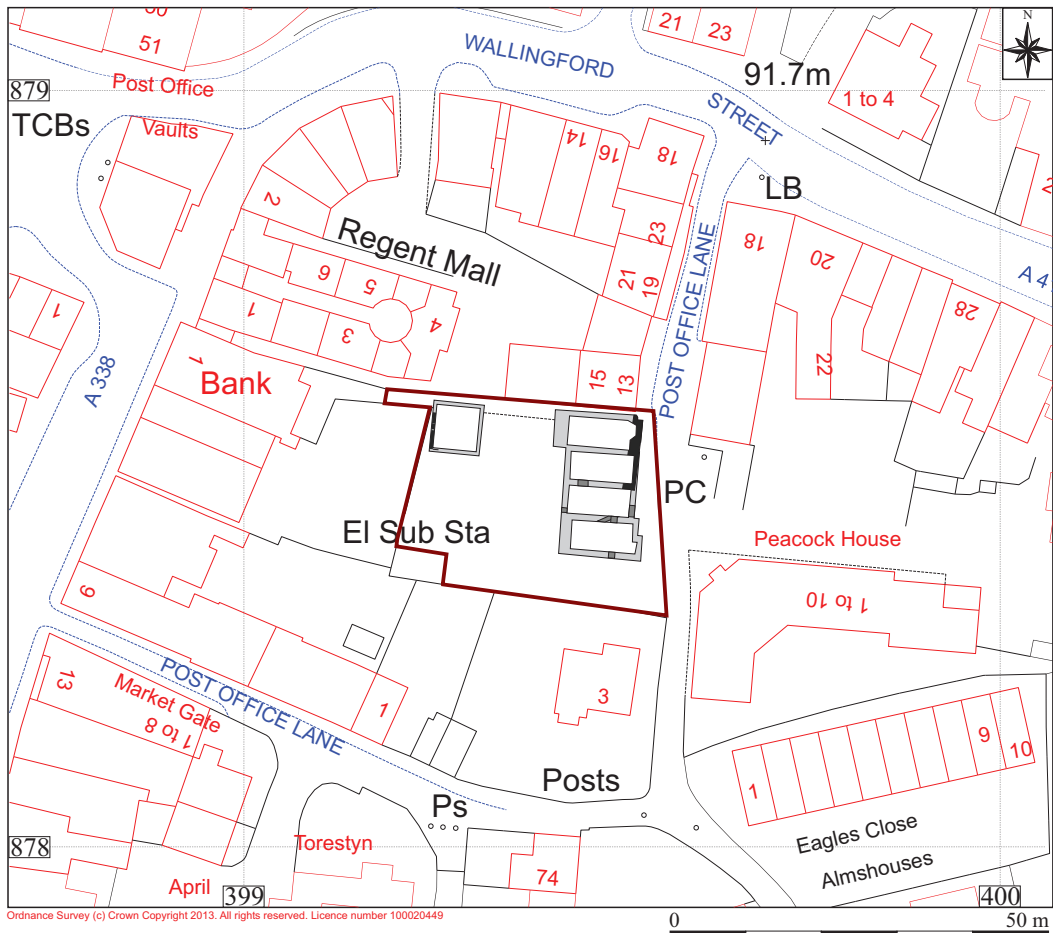 51
Post Office
879
TCBs
Vaults
WALLINGFORD
STREET
21
23
91.7m
1 to 4
N
14
16
18
LB
2
Regent Mall
6
5
4
1
3
23
21
19
POST OFFICE LANE
18
20
22
28
A 4
1
A 338
1
Bank
15
13
PC
El Sub Sta
Peacock House
1 to 10
9
POST OFFICE LANE
1
3
13
Market Gate
1 to 8
Posts
Ps
1
9
10
Eagles Close
Almshouses
Torestyn
74
878
April
399
400
Ordnance Survey (c) Crown Copyright 2013. All rights reserved. Licence number 100020449
0
50 m